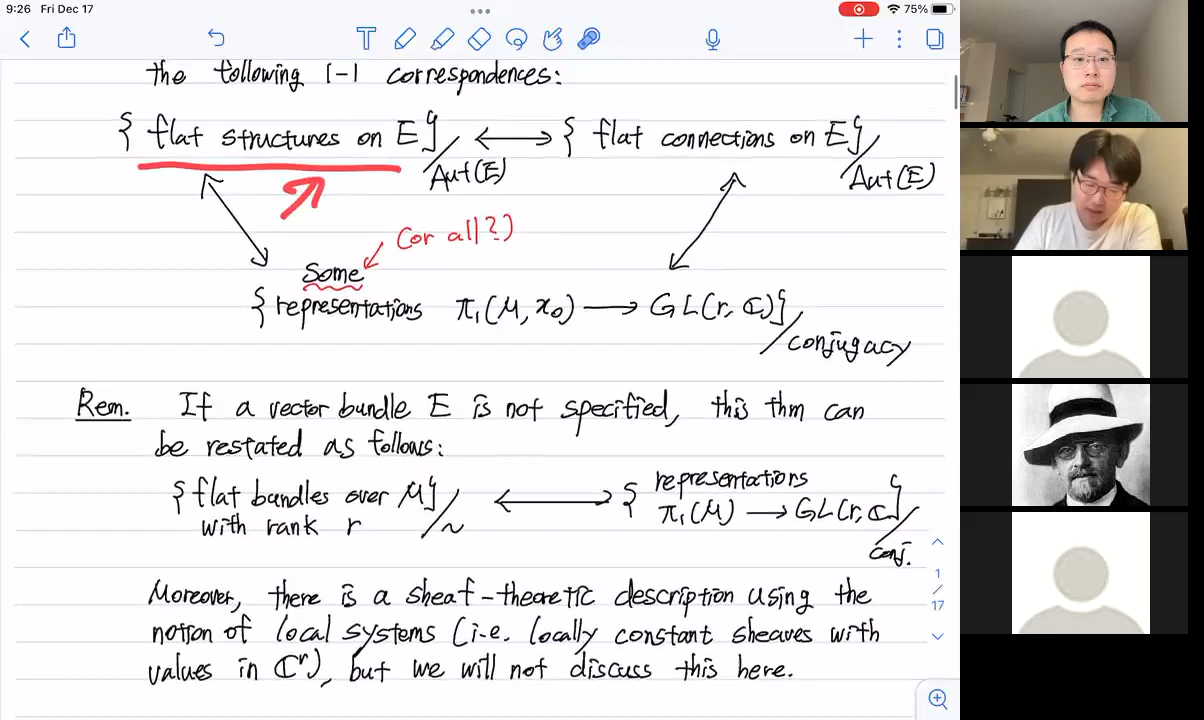 9:26 Fri Dec 17
75%
the following 1-1 correspondences:
{ flat structures on E }/Aut(E) ⟷ { flat connections on E }/Aut(E)
(or all?)
Some
{ representations π₁(M, x₀) ⟶ GL(r, ℂ) }/conjugacy
Rem. If a vector bundle E is not specified, this thm can
be restated as follows:
{ flat bundles over M }/~ ⟷ { representations
with rank r π₁(M) ⟶ GL(r, ℂ) }/conj.
Moreover, there is a sheaf-theoretic description using the
notion of local systems (i.e. locally constant sheaves with
values in ℂʳ), but we will not discuss this here.
1
/
17